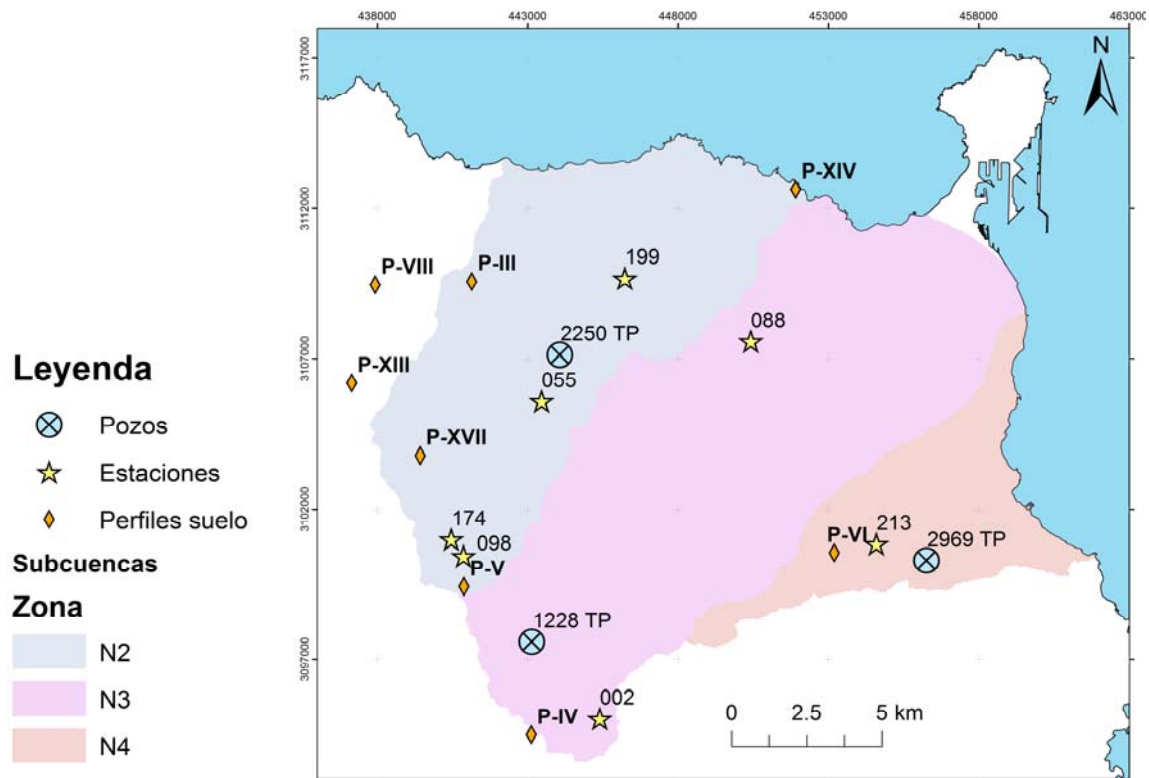 438000 443000 448000 453000 458000 463000
3117000
N
P-XIV
3112000
199
P-VIII P-III
088
2250 TP
3107000
P-XIII
055
Leyenda
Pozos
P-XVII
Estaciones
3102000
Perfiles suelo
174
213
098
P-VI 2969 TP
P-V
Subcuencas
Zona
1228 TP
N2
3097000
002
N3
P-IV
0 2.5 5 km
N4